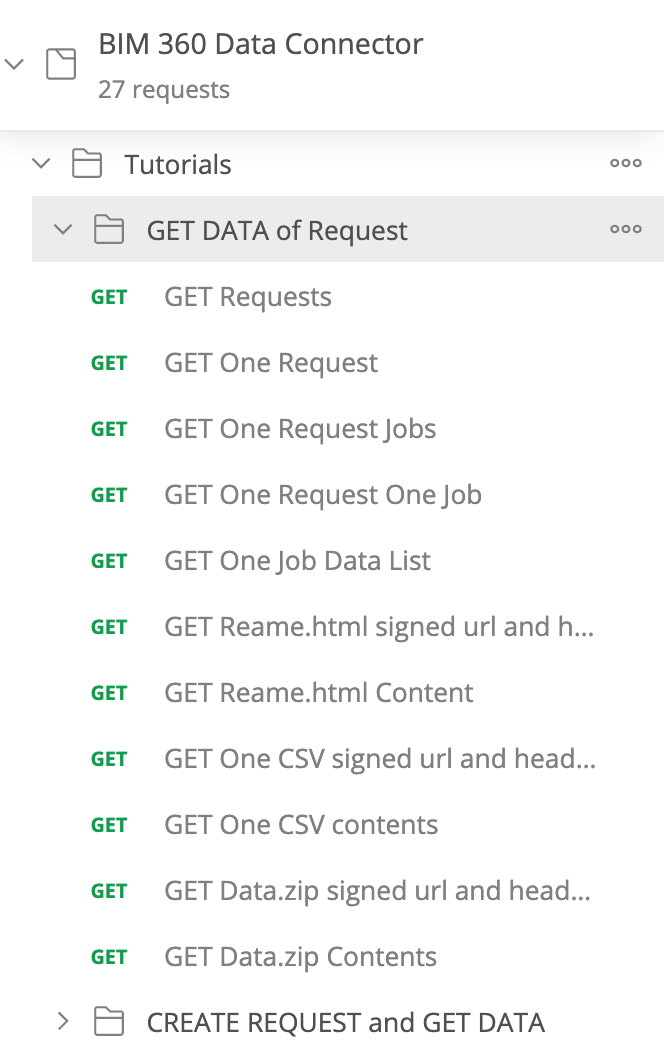 BIM 360 Data Connector
27 requests
Tutorials
GET DATA of Request
GET GET Requests
GET GET One Request
GET GET One Request Jobs
GET GET One Request One Job
GET GET One Job Data List
GET GET Reame.html signed url and h...
GET GET Reame.html Content
GET GET One CSV signed url and head...
GET GET One CSV contents
GET GET Data.zip signed url and head...
GET GET Data.zip Contents
CREATE REQUEST and GET DATA